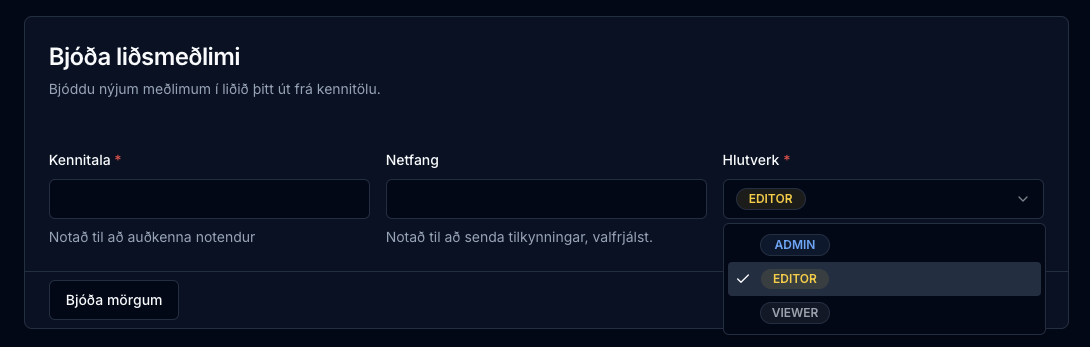 Bjóða liðsmeðlimi
Bjóddu nýjum meðlimum í liðið þitt út frá kennitölu.
Kennitala *
Netfang
Hlutverk *
EDITOR
Notað til að auðkenna notendur
Notað til að senda tilkynningar, valfrjálst.
ADMIN
EDITOR
VIEWER
Bjóða mörgum